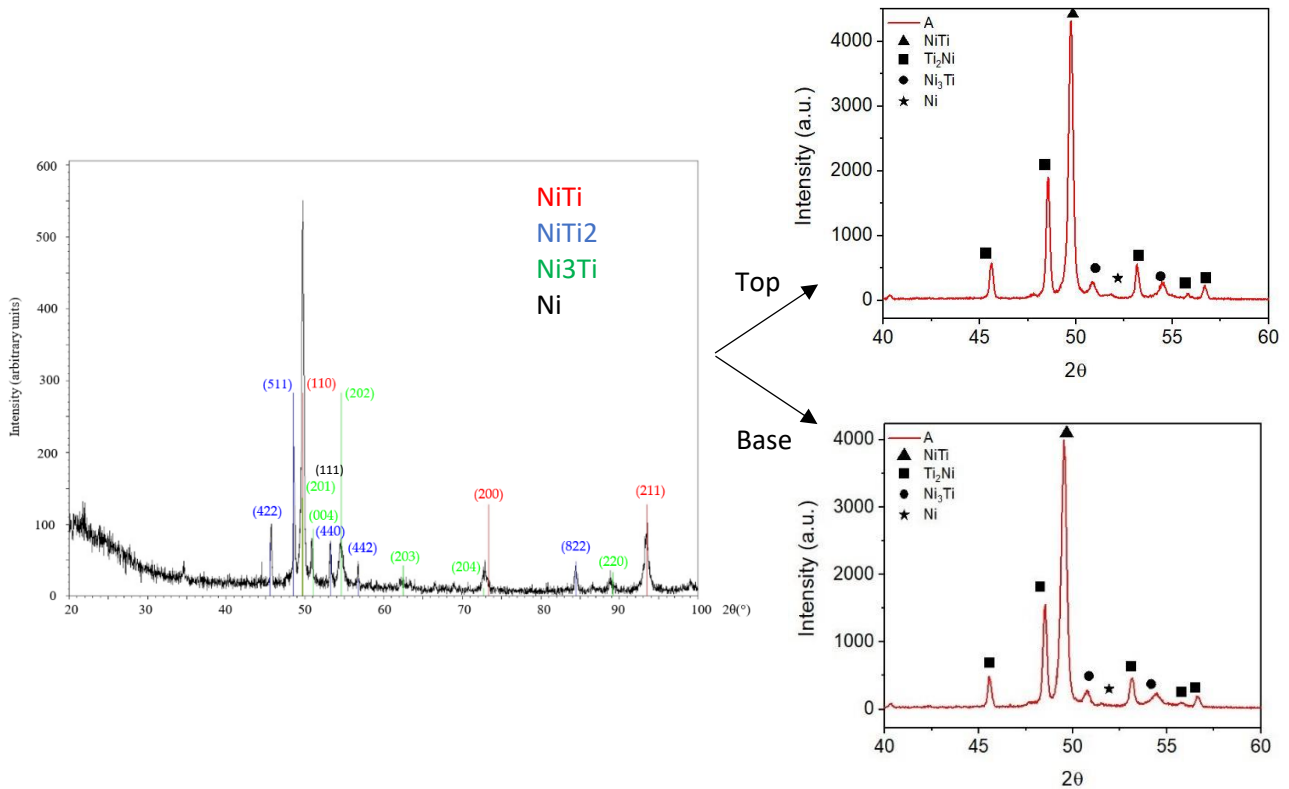 600
500
400
300
200
100
0
Intensity (arbitrary units)
NiTi
NiTi2
Ni3Ti
Ni
(511)
(110)
(202)
(111)
(201)
(422)
(004)
(440)
(442)
(203)
(204)
(200)
(822)
(220)
(211)
20 30 40 50 60 70 80 90 100 2θ(°)
Top
Base
A
NiTi
Ti₂Ni
Ni₃Ti
Ni
4000
3000
2000
1000
0
Intensity (a.u.)
40 45 50 55 60
2θ
A
NiTi
Ti₂Ni
Ni₃Ti
Ni
4000
3000
2000
1000
0
Intensity (a.u.)
40 45 50 55 60
2θ